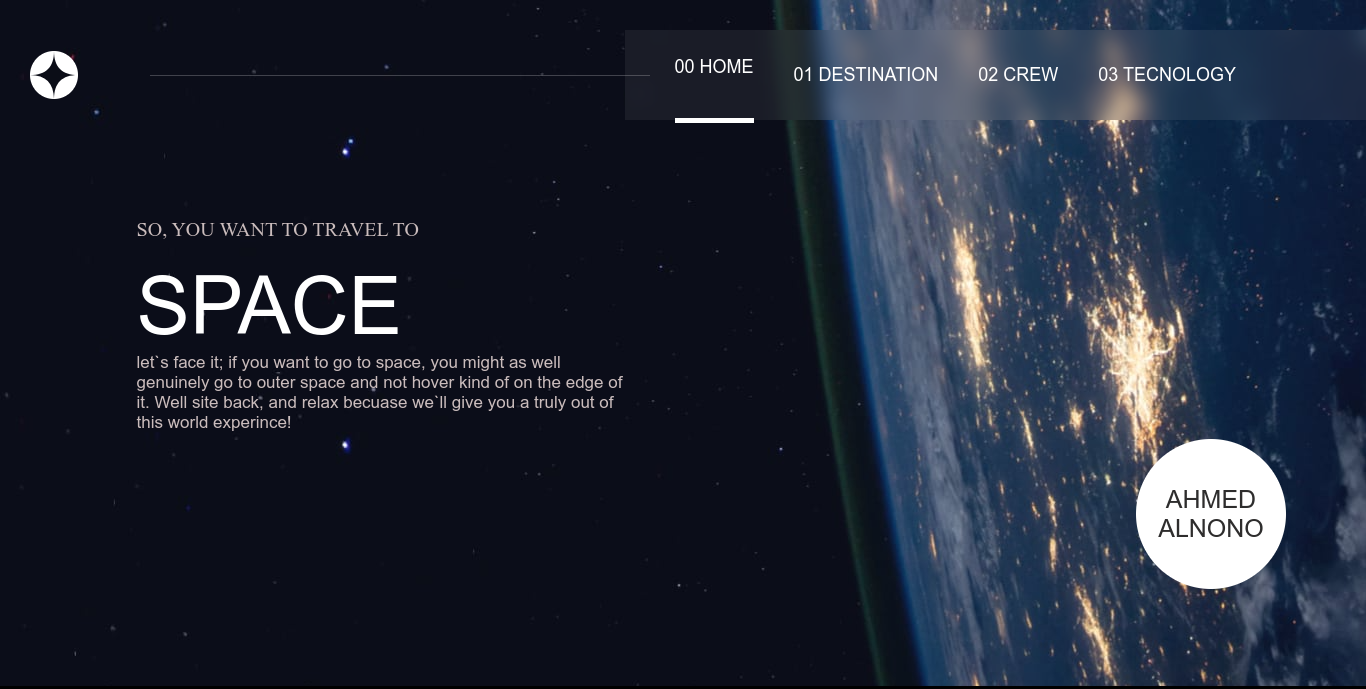 00 HOME
01 DESTINATION
02 CREW
03 TECNOLOGY
SO, YOU WANT TO TRAVEL TO
SPACE
let`s face it; if you want to go to space, you might as well
genuinely go to outer space and not hover kind of on the edge of
it. Well site back, and relax becuase we`ll give you a truly out of
this world experince!
AHMED
ALNONO